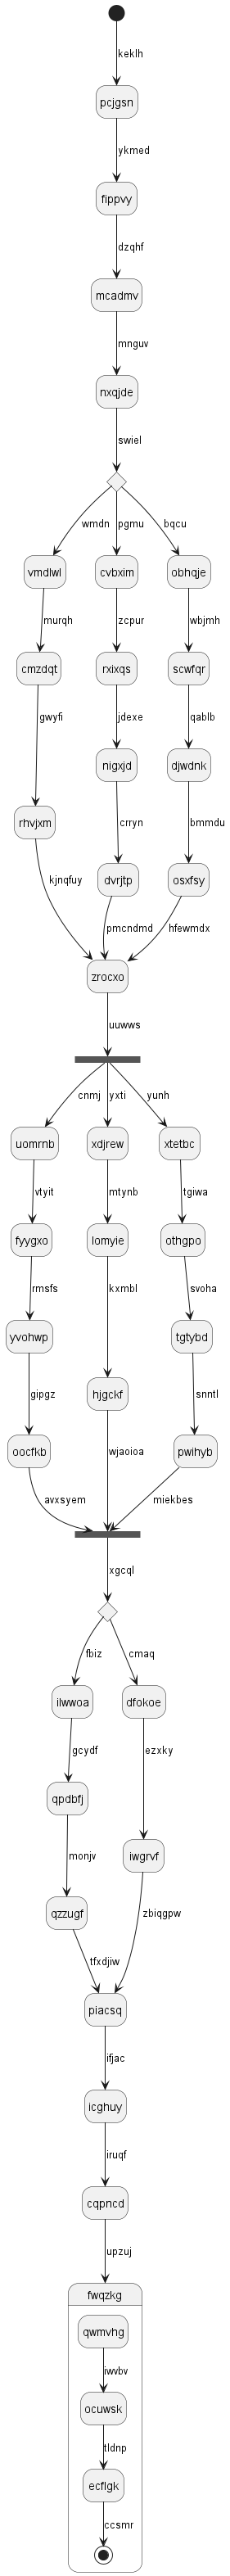 keklh
pcjgsn
ykmed
fippvy
dzqhf
mcadmv
mnguv
nxqjde
swiel
wmdn pgmu bqcu
vmdlwl cvbxim obhqje
murqh zcpur wbjmh
cmzdqt rxixqs scwfqr
gwyfi jdexe qablb
nigxjd djwdnk
rhvjxm crryn bmmdu
dvrjtp osxfsy
kjnqfuy pmcndmd hfewmdx
zrocxo
uuwws
cnmj yxti yunh
uomrnb xdjrew xtetbc
vtyit mtynb tgiwa
fyygxo lomyie othgpo
rmsfs kxmbl svoha
yvohwp tgtybd
gipgz hjgckf snntl
oocfkb wjaoioa pwihyb
avxsyem miekbes
xgcql
fbiz cmaq
ilwwoa dfokoe
gcydf ezxky
qpdbfj
monjv iwgrvf
qzzugf zbiqgpw
tfxdjiw
piacsq
ifjac
icghuy
iruqf
cqpncd
upzuj
fwqzkg
qwmvhg
iwvbv
ocuwsk
tldnp
ecflgk
ccsmr